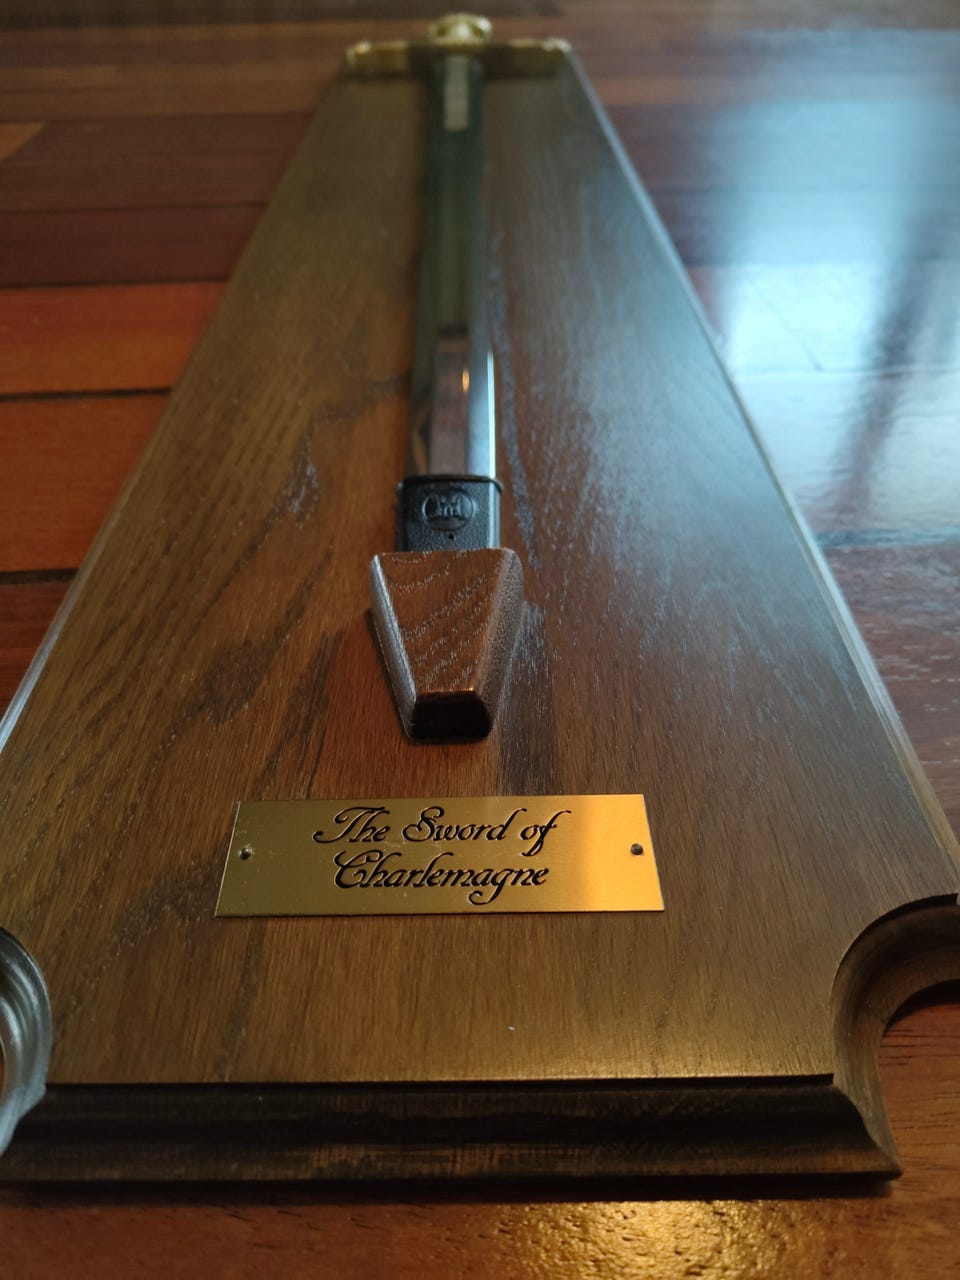 The Sword of
Charlemagne